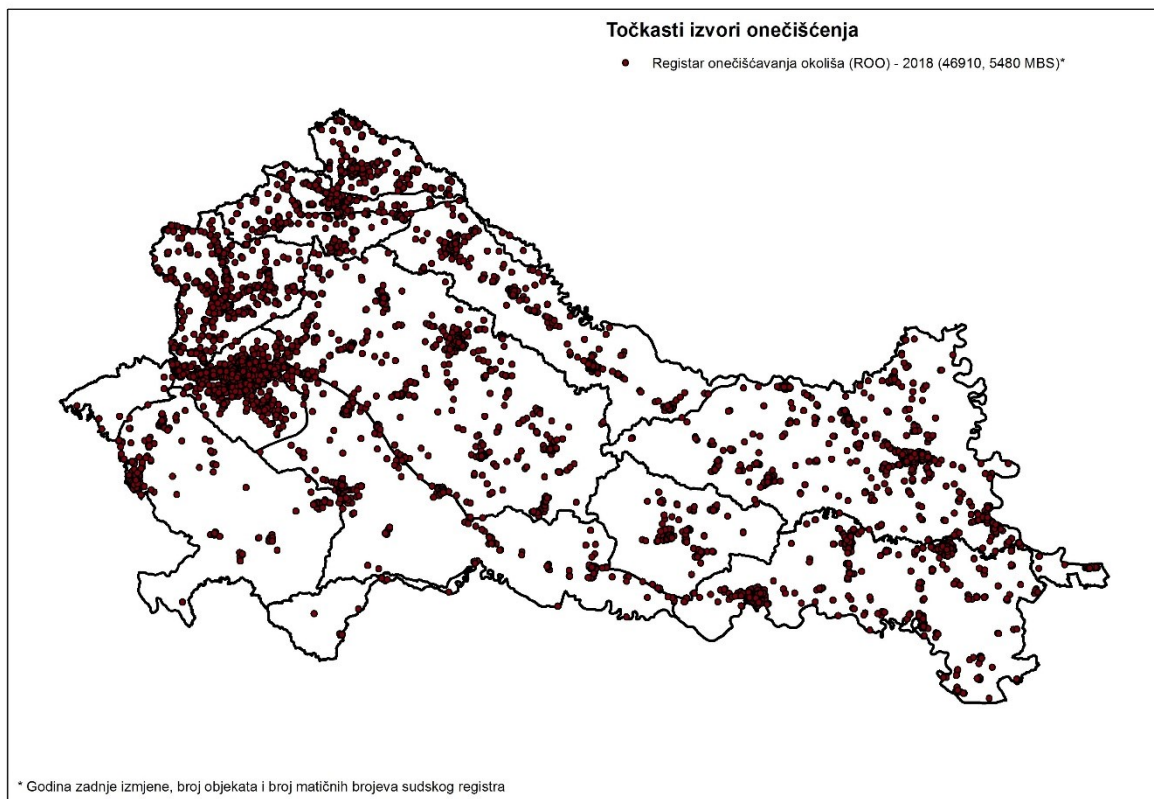 Točkasti izvori onečišćenja
Registar onečišćavanja okoliša (ROO) - 2018 (46910, 5480 MBS)*
* Godina zadnje izmjene, broj objekata i broj matičnih brojeva sudskog registra